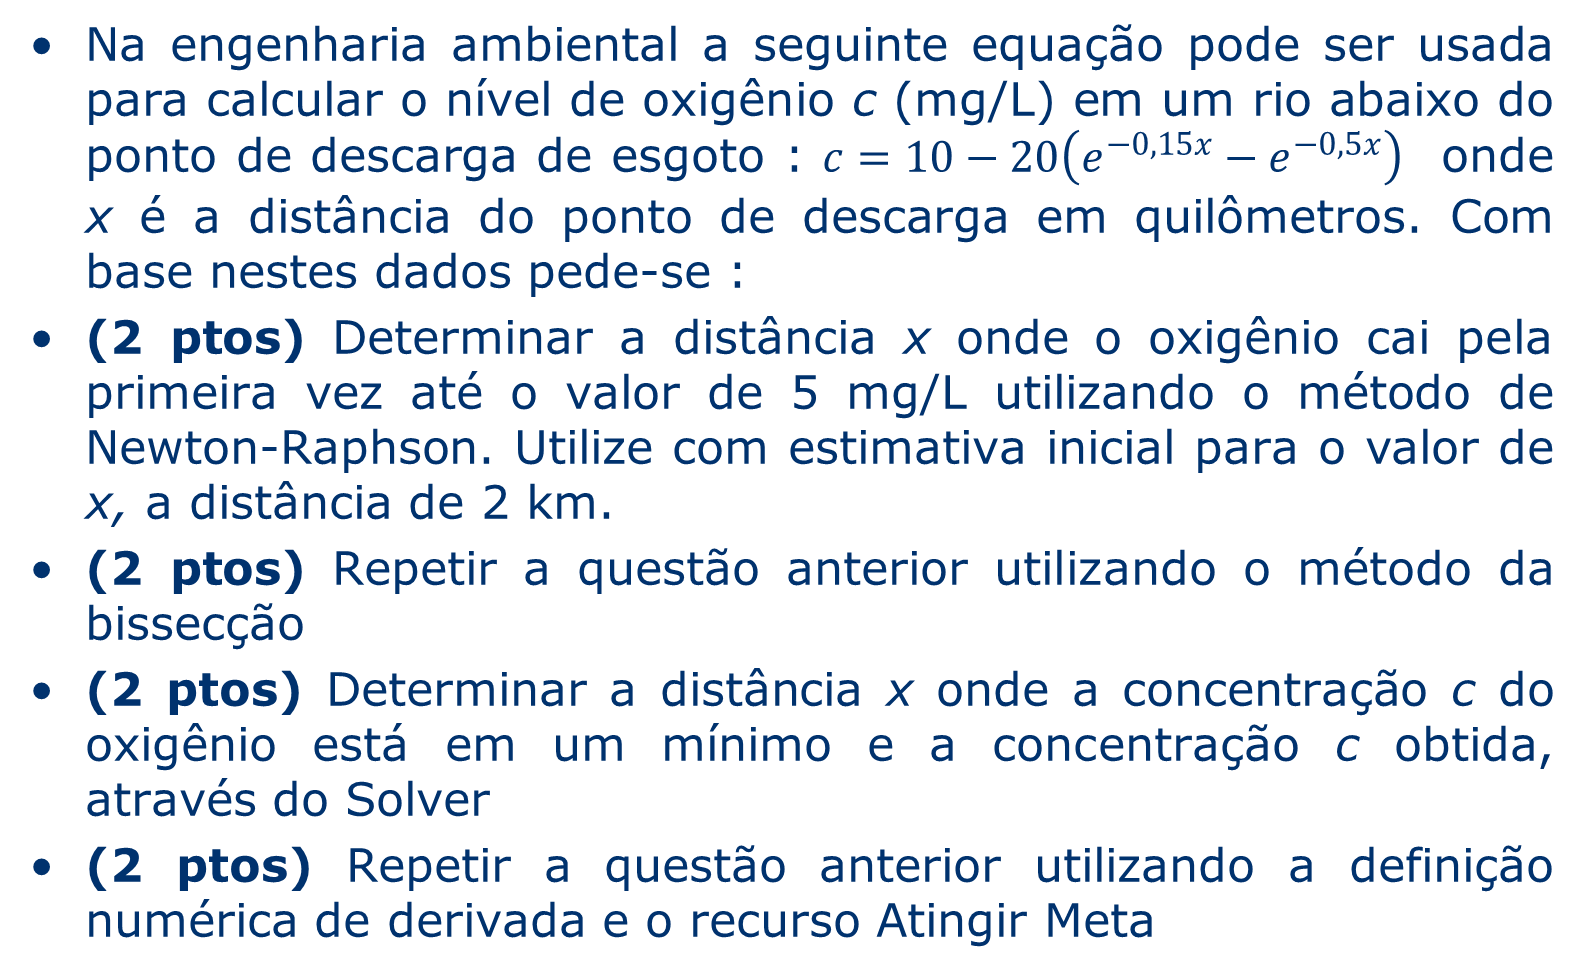 • Na engenharia ambiental a seguinte equação pode ser usada
para calcular o nível de oxigênio c (mg/L) em um rio abaixo do
ponto de descarga de esgoto : c = 10 − 20(e^{−0,15x} − e^{−0,5x}) onde
x é a distância do ponto de descarga em quilômetros. Com
base nestes dados pede-se :
• (2 ptos) Determinar a distância x onde o oxigênio cai pela
primeira vez até o valor de 5 mg/L utilizando o método de
Newton-Raphson. Utilize com estimativa inicial para o valor de
x, a distância de 2 km.
• (2 ptos) Repetir a questão anterior utilizando o método da
bissecção
• (2 ptos) Determinar a distância x onde a concentração c do
oxigênio está em um mínimo e a concentração c obtida,
através do Solver
• (2 ptos) Repetir a questão anterior utilizando a definição
numérica de derivada e o recurso Atingir Meta